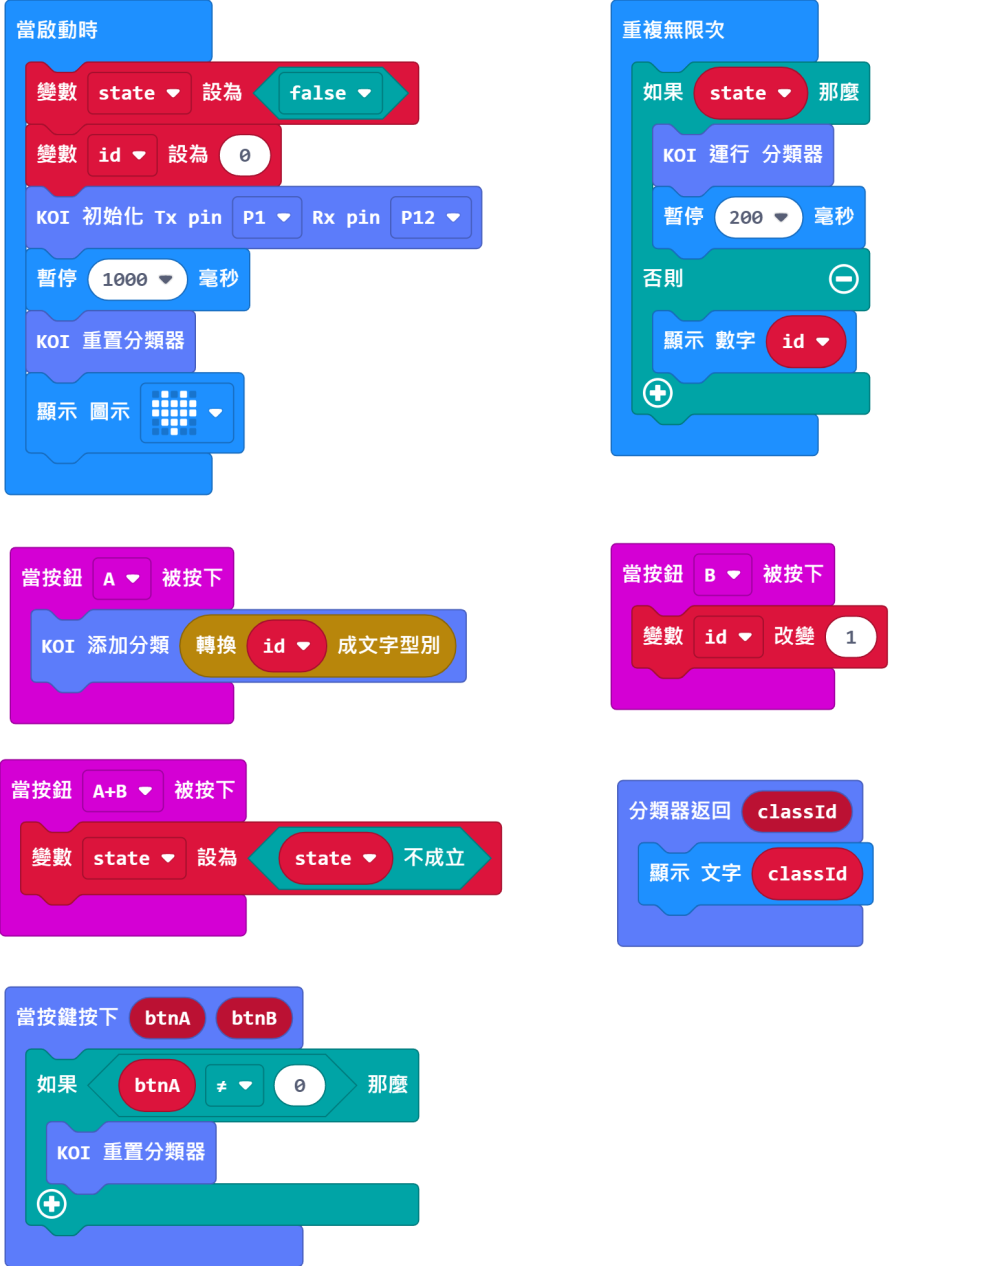 當啟動時
變數 state 設為 false
變數 id 設為 0
KOI 初始化 Tx pin P1 Rx pin P12
暫停 1000 毫秒
KOI 重置分類器
顯示 圖示
重複無限次
如果 state 那麼
KOI 運行 分類器
暫停 200 毫秒
否則
顯示 數字 id
當按鈕 A 被按下
KOI 添加分類 轉換 id 成文字型別
當按鈕 B 被按下
變數 id 改變 1
當按鈕 A+B 被按下
變數 state 設為 state 不成立
分類器返回 classId
顯示 文字 classId
當按鍵按下 btnA btnB
如果 btnA ≠ 0 那麼
KOI 重置分類器